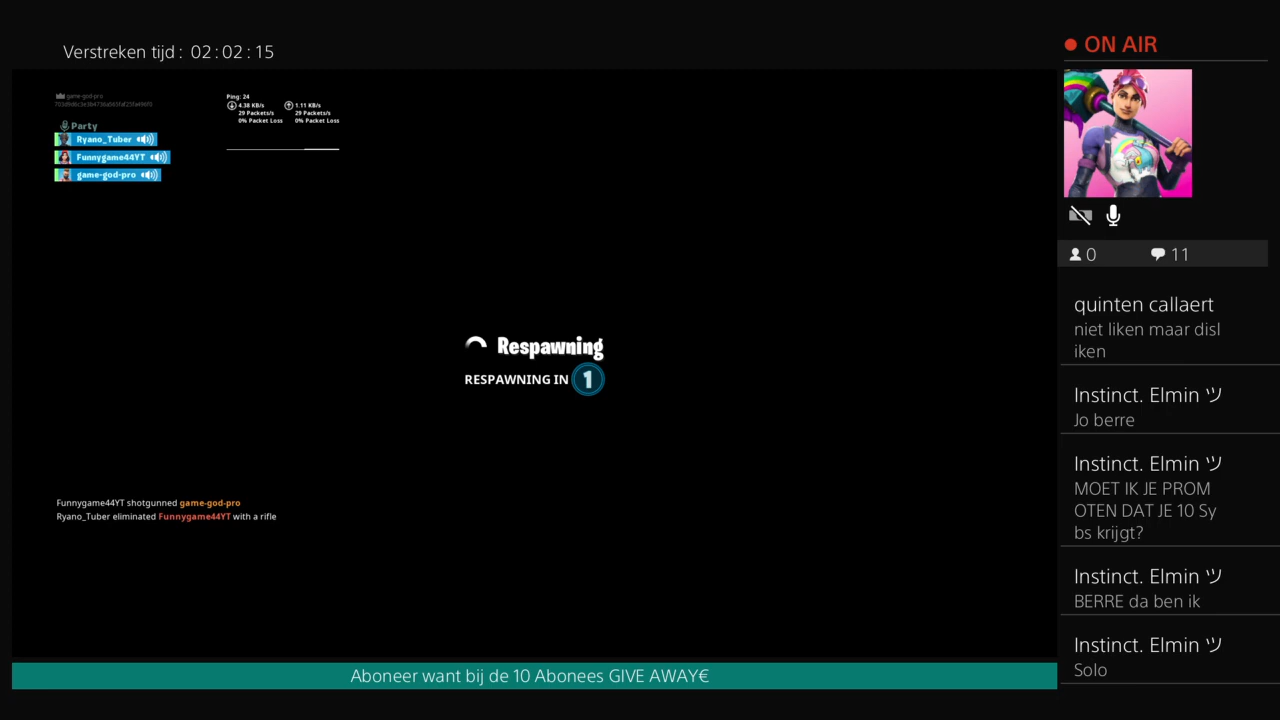 Verstreken tijd : 02 : 02 : 15
ON AIR
game-god-pro
Ping: 24
4.38 KB/s
1.11 KB/s
29 Packets/s
29 Packets/s
0% Packet Loss
0% Packet Loss
Party
Ryano_Tuber
Funnygame44YT
game-god-pro
0
11
Respawning
RESPAWNING IN 1
Funnygame44YT shotgunned game-god-pro
Ryano_Tuber eliminated Funnygame44YT with a rifle
quinten callaert
niet liken maar disl
iken
Instinct. Elmin ツ
Jo berre
Instinct. Elmin ツ
MOET IK JE PROM
OTEN DAT JE 10 Sy
bs krijgt?
Instinct. Elmin ツ
BERRE da ben ik
Instinct. Elmin ツ
Solo
Aboneer want bij de 10 Abonees GIVE AWAY€